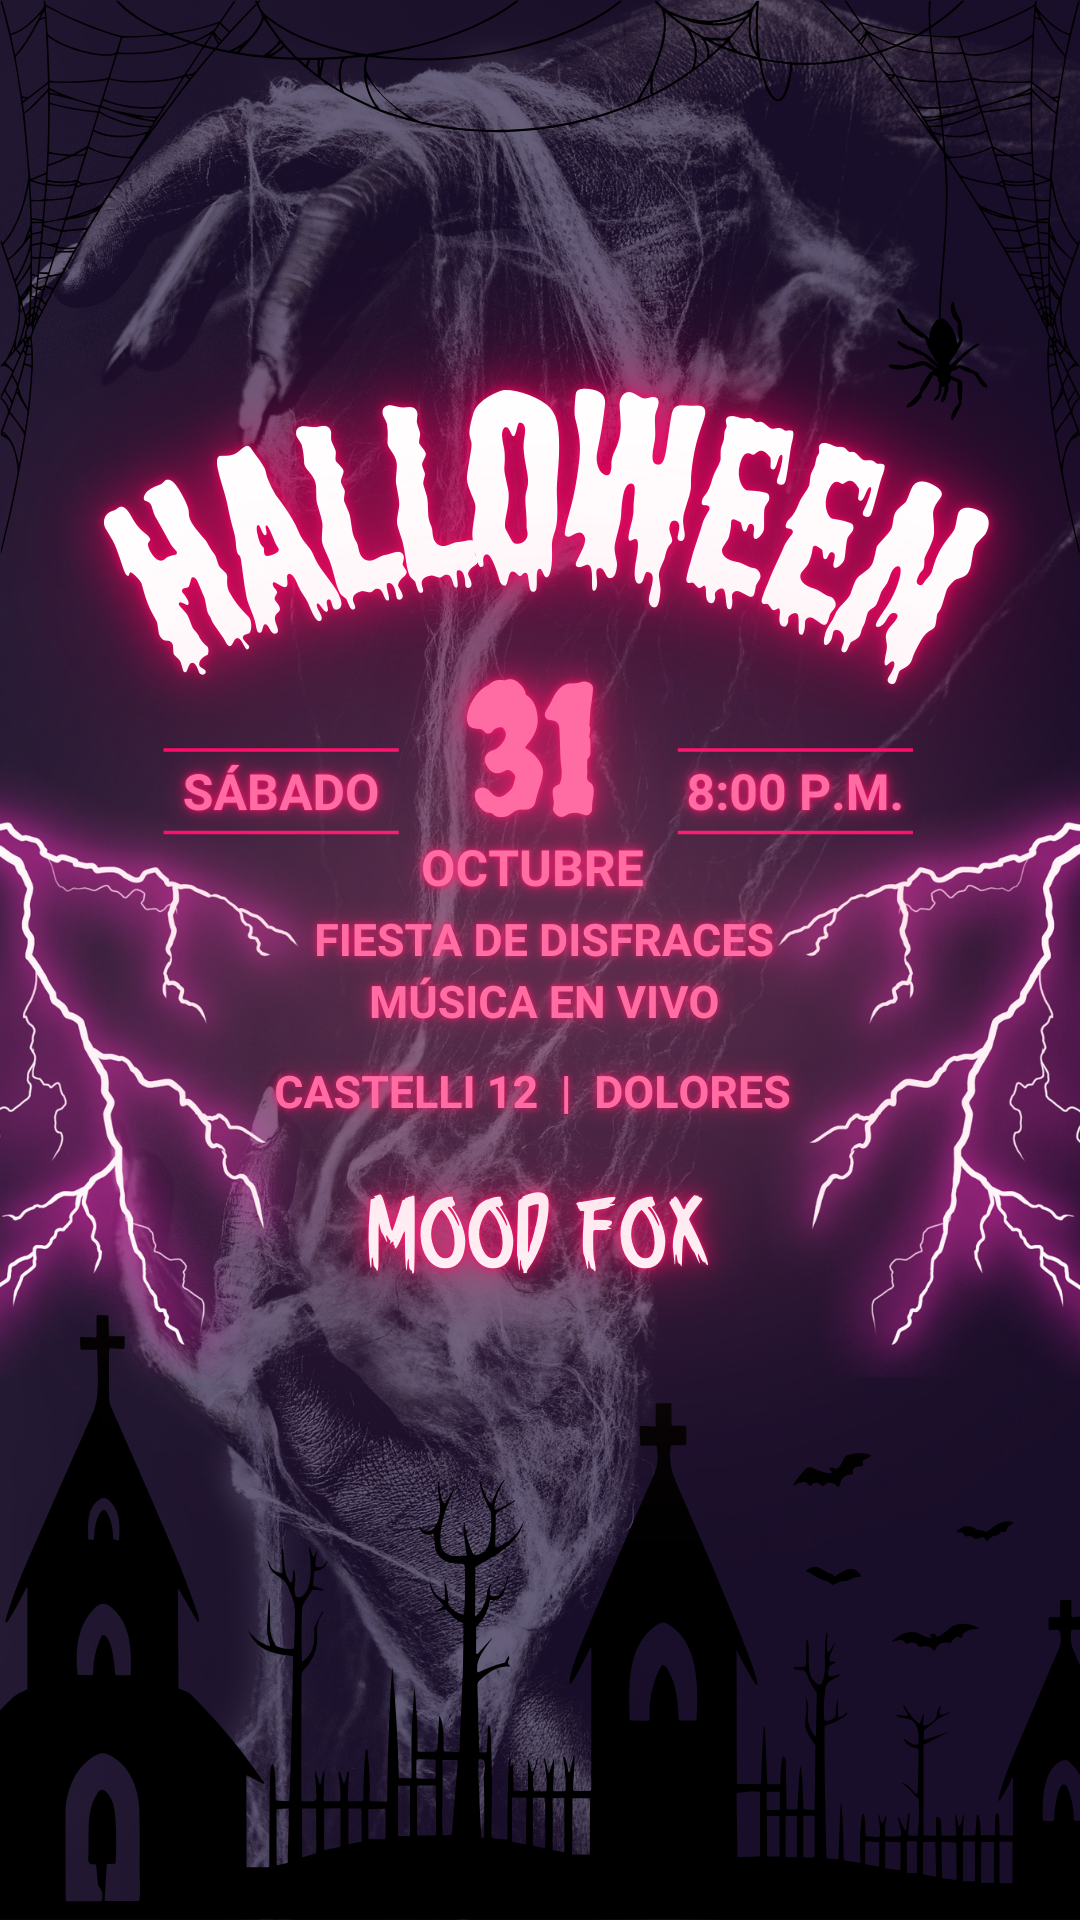 HALLOWEEN
31
SÁBADO
8:00 P.M.
OCTUBRE
FIESTA DE DISFRACES
MÚSICA EN VIVO
CASTELLI 12 | DOLORES
MOOD FOX